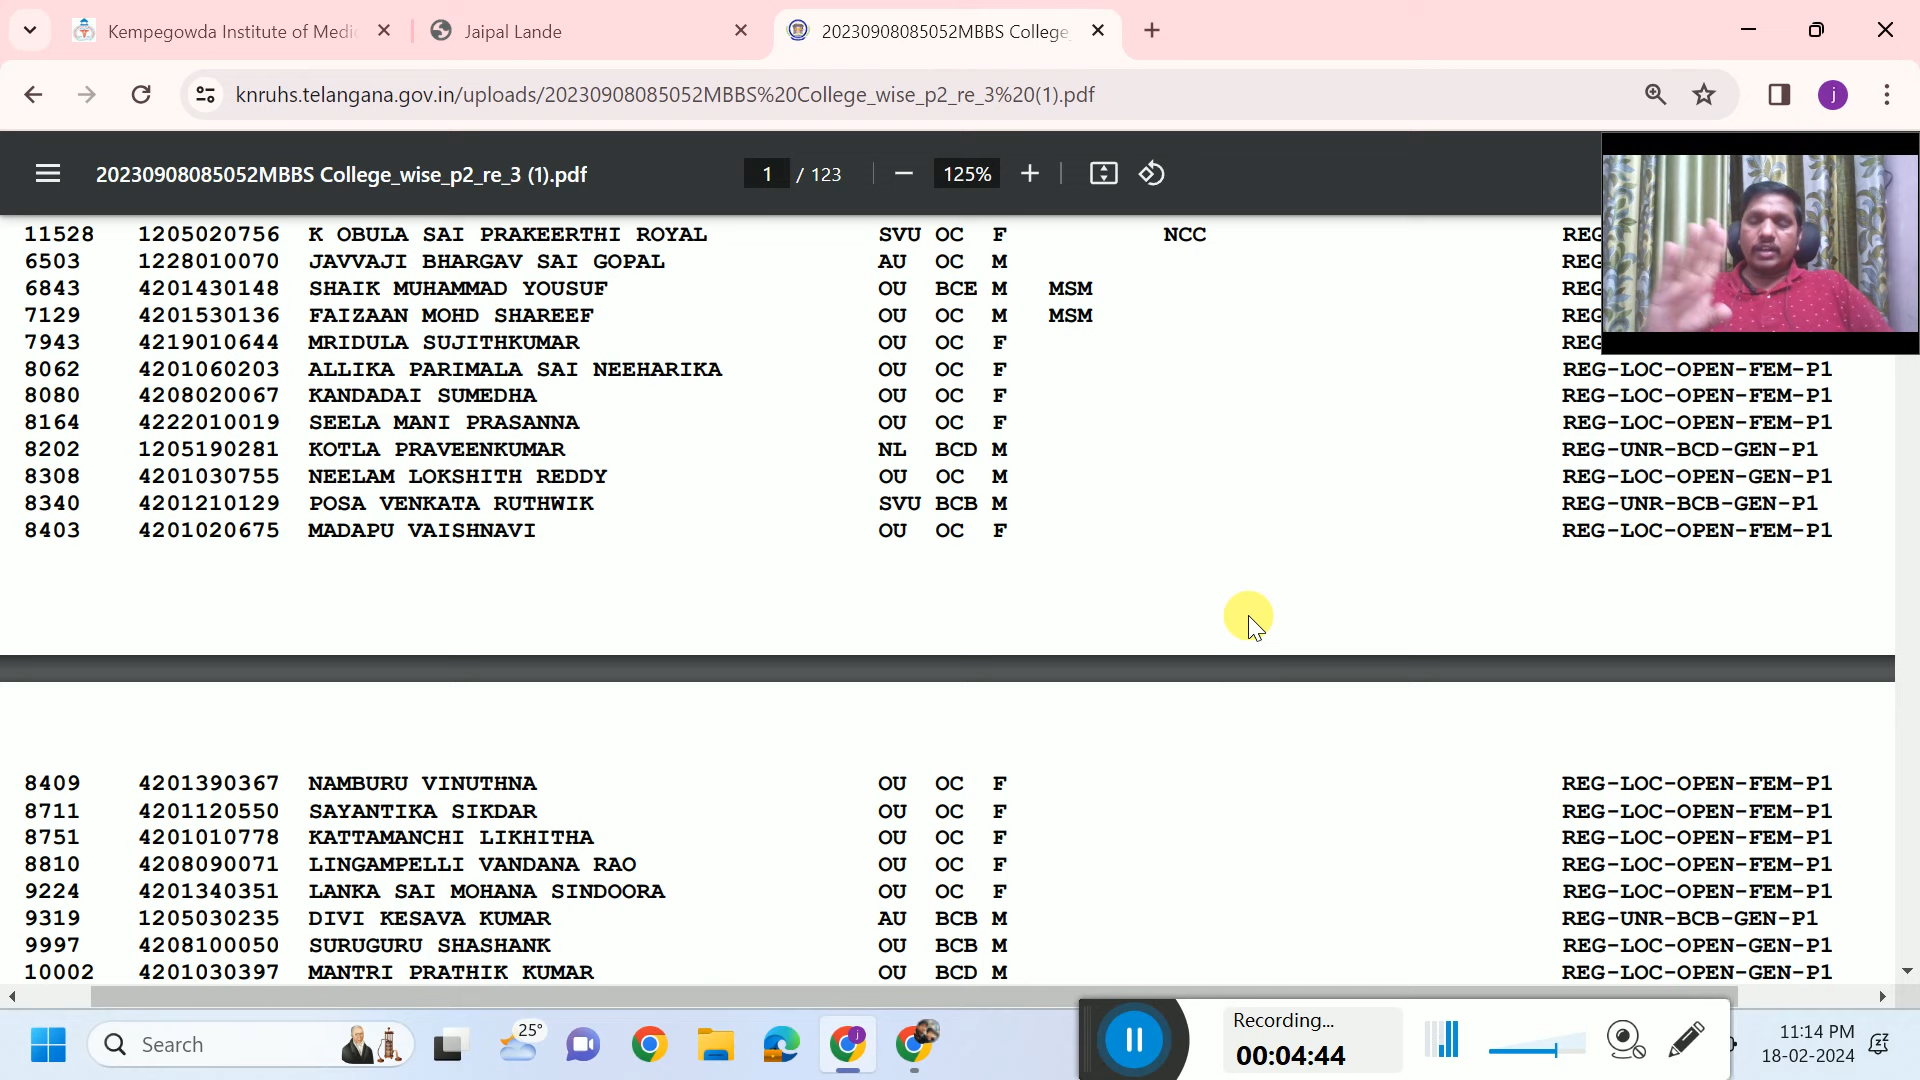 Kempegowda Institute of Medi
Jaipal Lande
20230908085052MBBS College_
knruhs.telangana.gov.in/uploads/20230908085052MBBS%20College_wise_p2_re_3%20(1).pdf
j
20230908085052MBBS College_wise_p2_re_3 (1).pdf
1 / 123
125%
11528 1205020756 K OBULA SAI PRAKEERTHI ROYAL SVU OC F NCC REG
6503 1228010070 JAVVAJI BHARGAV SAI GOPAL AU OC M REG
6843 4201430148 SHAIK MUHAMMAD YOUSUF OU BCE M MSM REG
7129 4201530136 FAIZAAN MOHD SHAREEF OU OC M MSM REG
7943 4219010644 MRIDULA SUJITHKUMAR OU OC F REG
8062 4201060203 ALLIKA PARIMALA SAI NEEHARIKA OU OC F REG-LOC-OPEN-FEM-P1
8080 4208020067 KANDADAI SUMEDHA OU OC F REG-LOC-OPEN-FEM-P1
8164 4222010019 SEELA MANI PRASANNA OU OC F REG-LOC-OPEN-FEM-P1
8202 1205190281 KOTLA PRAVEENKUMAR NL BCD M REG-UNR-BCD-GEN-P1
8308 4201030755 NEELAM LOKSHITH REDDY OU OC M REG-LOC-OPEN-GEN-P1
8340 4201210129 POSA VENKATA RUTHWIK SVU BCB M REG-UNR-BCB-GEN-P1
8403 4201020675 MADAPU VAISHNAVI OU OC F REG-LOC-OPEN-FEM-P1
8409 4201390367 NAMBURU VINUTHNA OU OC F REG-LOC-OPEN-FEM-P1
8711 4201120550 SAYANTIKA SIKDAR OU OC F REG-LOC-OPEN-FEM-P1
8751 4201010778 KATTAMANCHI LIKHITHA OU OC F REG-LOC-OPEN-FEM-P1
8810 4208090071 LINGAMPELLI VANDANA RAO OU OC F REG-LOC-OPEN-FEM-P1
9224 4201340351 LANKA SAI MOHANA SINDOORA OU OC F REG-LOC-OPEN-FEM-P1
9319 1205030235 DIVI KESAVA KUMAR AU BCB M REG-UNR-BCB-GEN-P1
9997 4208100050 SURUGURU SHASHANK OU BCB M REG-LOC-OPEN-GEN-P1
10002 4201030397 MANTRI PRATHIK KUMAR OU BCD M REG-LOC-OPEN-GEN-P1
Search
25°
Recording...
00:04:44
11:14 PM
18-02-2024